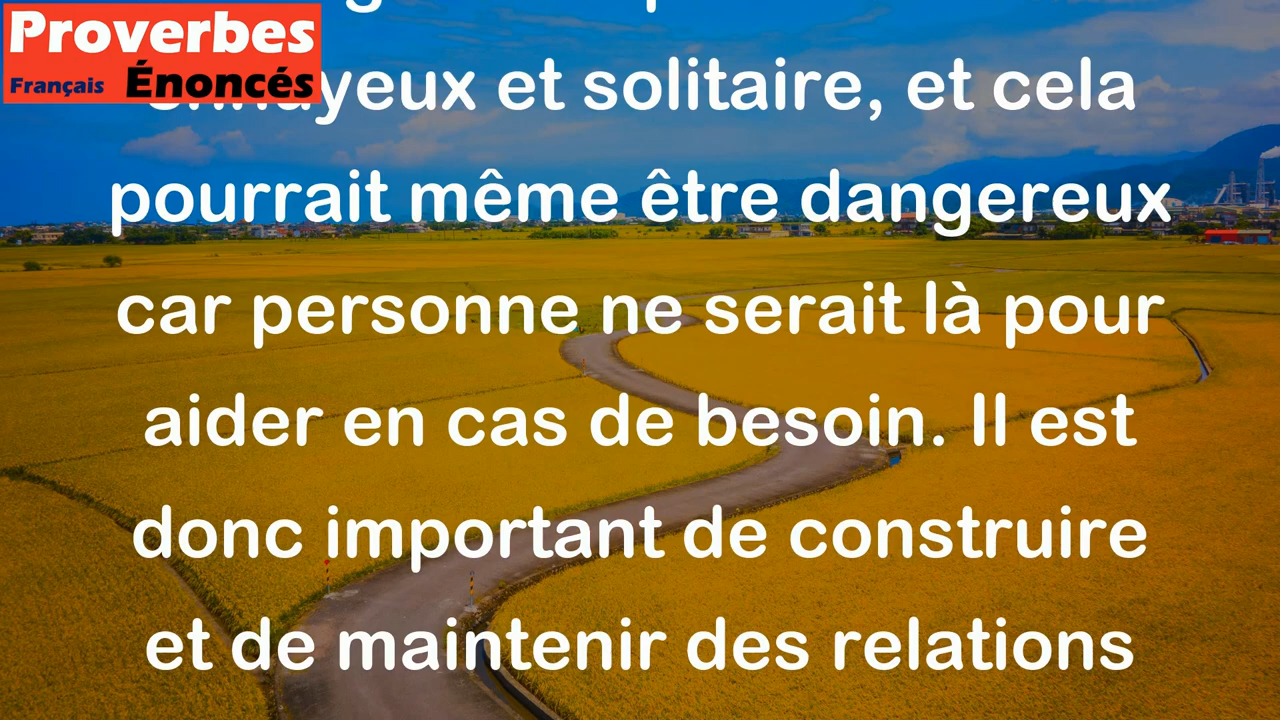 Proverbes
Français Énoncés
et solitaire, et cela
pourrait même être dangereux
car personne ne serait là pour
aider en cas de besoin. Il est
donc important de construire
et de maintenir des relations